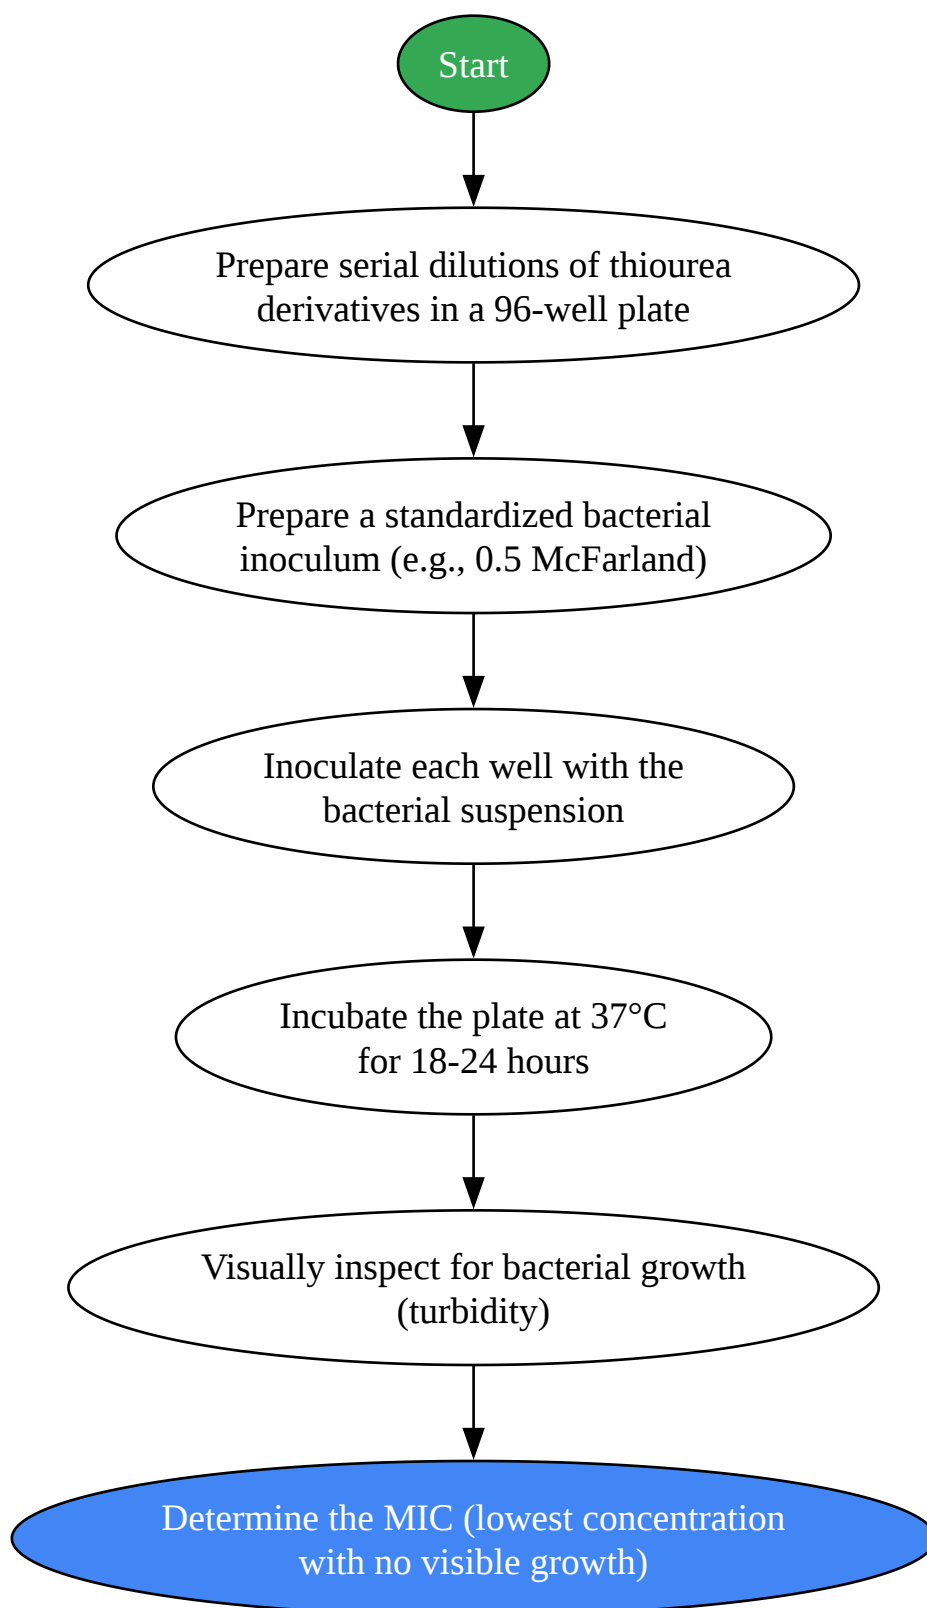 Start
Prepare serial dilutions of thiourea
derivatives in a 96-well plate
Prepare a standardized bacterial
inoculum (e.g., 0.5 McFarland)
Inoculate each well with the
bacterial suspension
Incubate the plate at 37°C
for 18-24 hours
Visually inspect for bacterial growth
(turbidity)
Determine the MIC (lowest concentration
with no visible growth)